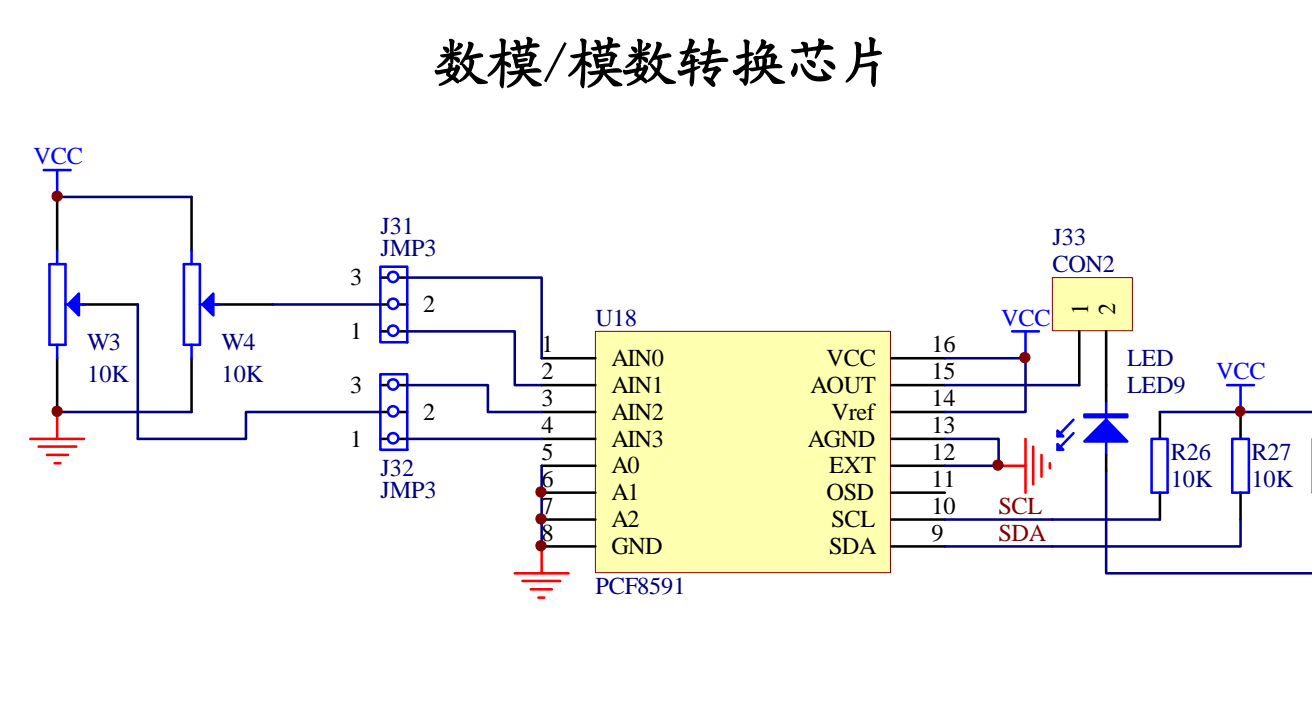 数模/模数转换芯片
VCC
J31
JMP3
3
2
1
W3
10K
W4
10K
3
2
1
J32
JMP3
U18
1
AIN0
2
AIN1
3
AIN2
4
AIN3
5
A0
6
A1
7
A2
8
GND
VCC
16
AOUT
15
Vref
14
AGND
13
EXT
12
OSD
11
SCL
10
SDA
9
PCF8591
SCL
SDA
VCC
J33
CON2
1
2
LED
LED9
VCC
R26
10K
R27
10K